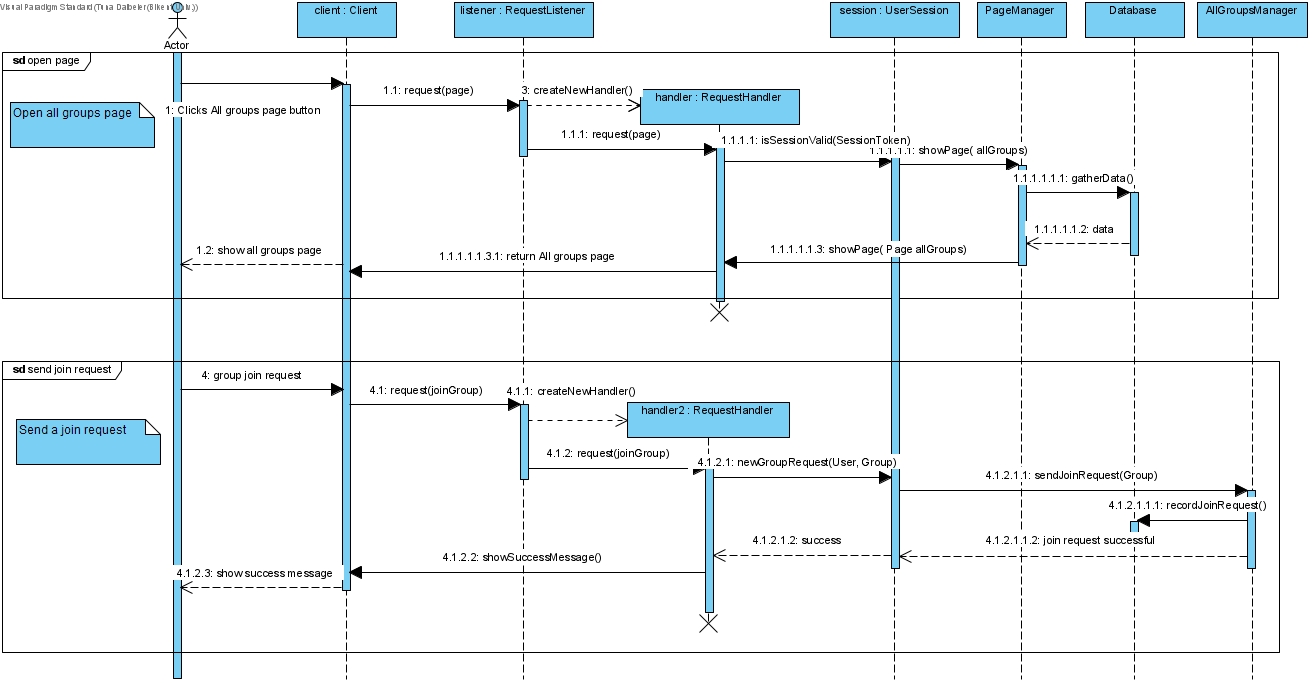 Visual Paradigm Standard (Tuna Dalbeler (Bilkent Univ.))
client : Client
listener : RequestListener
session : UserSession
PageManager
Database
AllGroupsManager
Actor
sd open page
Open all groups page
1: Clicks All groups page button
1.1: request(page)
3: createNewHandler()
handler : RequestHandler
1.1.1: request(page)
1.1.1.1: isSessionValid(SessionToken)
1.1.1.1.1: showPage( allGroups)
1.1.1.1.1.1: gatherData()
1.1.1.1.1.2: data
1.1.1.1.1.3: showPage( Page allGroups)
1.1.1.1.1.3.1: return All groups page
1.2: show all groups page
sd send join request
Send a join request
4: group join request
4.1: request(joinGroup)
4.1.1: createNewHandler()
handler2 : RequestHandler
4.1.2: request(joinGroup)
4.1.2.1: newGroupRequest(User, Group)
4.1.2.1.1: sendJoinRequest(Group)
4.1.2.1.1.1: recordJoinRequest()
4.1.2.1.1.2: join request successful
4.1.2.1.2: success
4.1.2.2: showSuccessMessage()
4.1.2.3: show success message